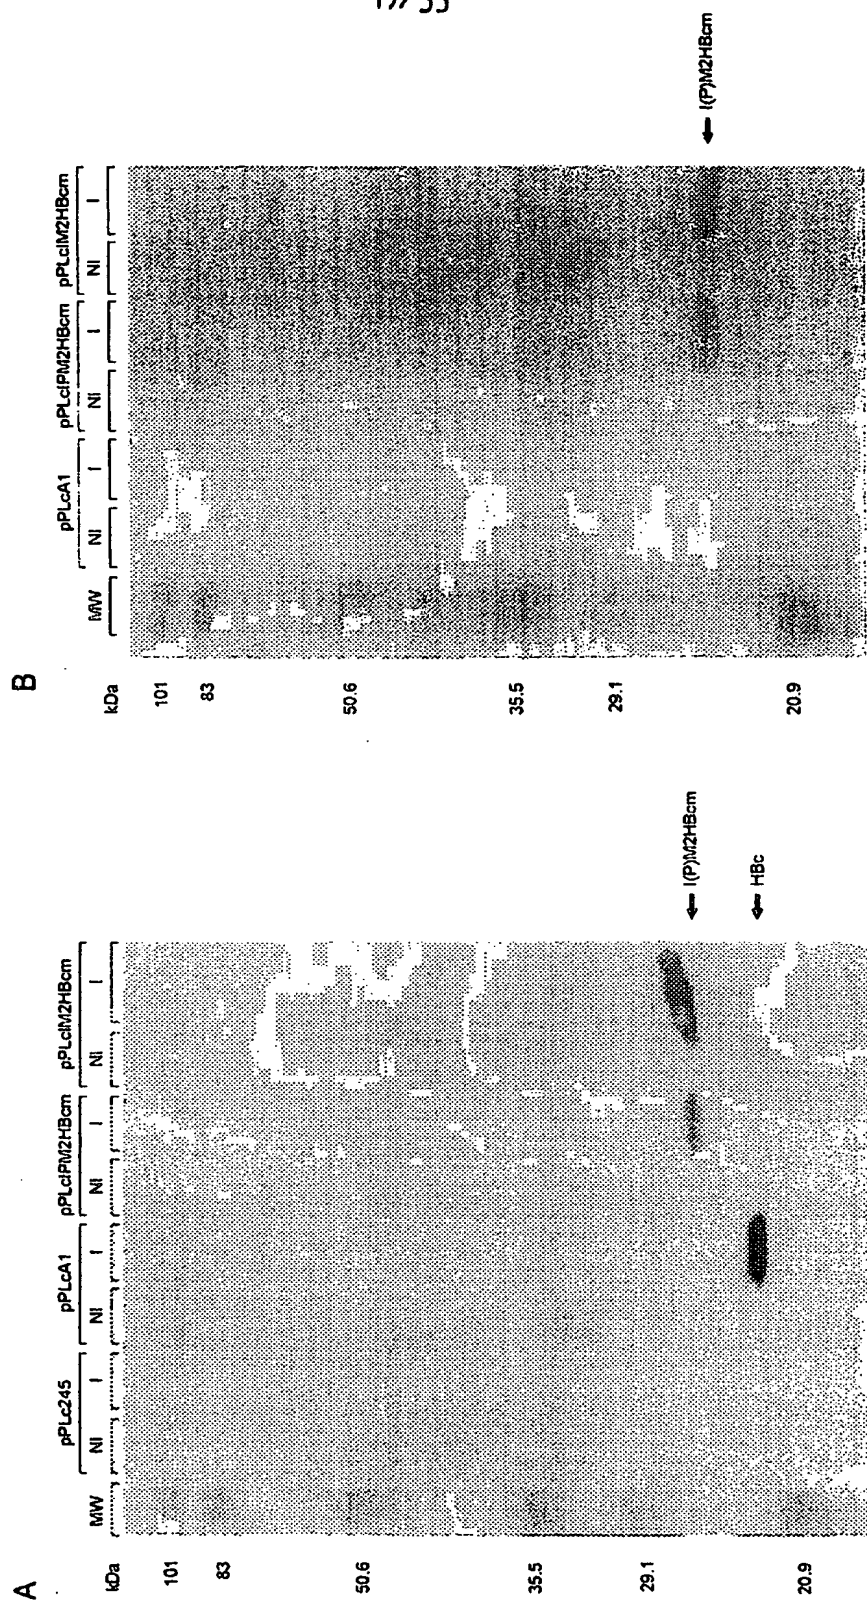 A
pPLc245 pPLcA1 pPLcIPM2HBcm pPLcIM2HBcm
MW NI I NI I NI I NI I
kDa
101
83
50.6
35.5
29.1
20.9
I(P)M2HBcm
HBc
B
pPLcA1 pPLcIPM2HBcm pPLcIM2HBcm
MW NI I NI I NI I
kDa
101
83
50.6
35.5
29.1
20.9
I(P)M2HBcm